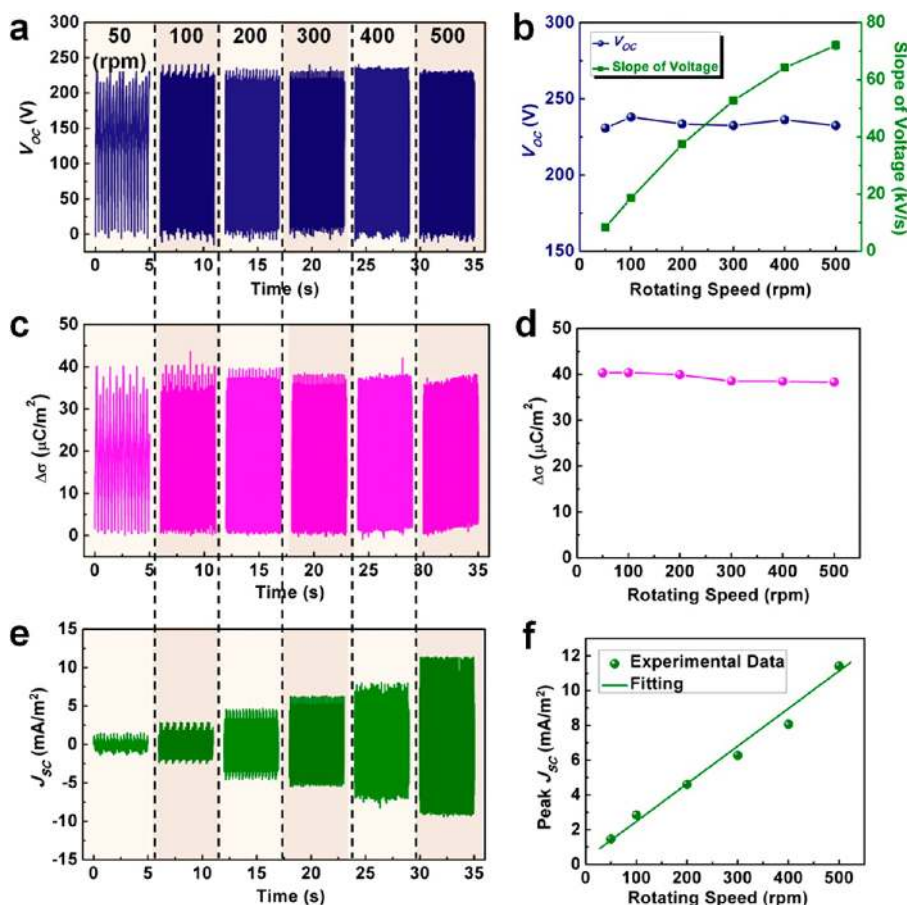 a
50 100 200 300 400 500
(rpm)
300
250
200
150
100
50
0
V_OC (V)
0 5 10 15 20 25 30 35
Time (s)
b
V_OC
Slope of Voltage
300
270
240
210
180
150
V_OC (V)
80
60
40
20
0
Slope of Voltage (kV/s)
100 200 300 400 500
Rotating Speed (rpm)
c
50
40
30
20
10
0
Δσ (μC/m²)
0 5 10 15 20 25 30 35
Time (s)
d
50
40
30
20
10
0
Δσ (μC/m²)
100 200 300 400 500
Rotating Speed (rpm)
e
15
10
5
0
-5
-10
-15
J_SC (mA/m²)
0 5 10 15 20 25 30 35
Time (s)
f
Experimental Data
Fitting
12
10
8
6
4
2
0
Peak J_SC (mA/m²)
0 100 200 300 400 500
Rotating Speed (rpm)